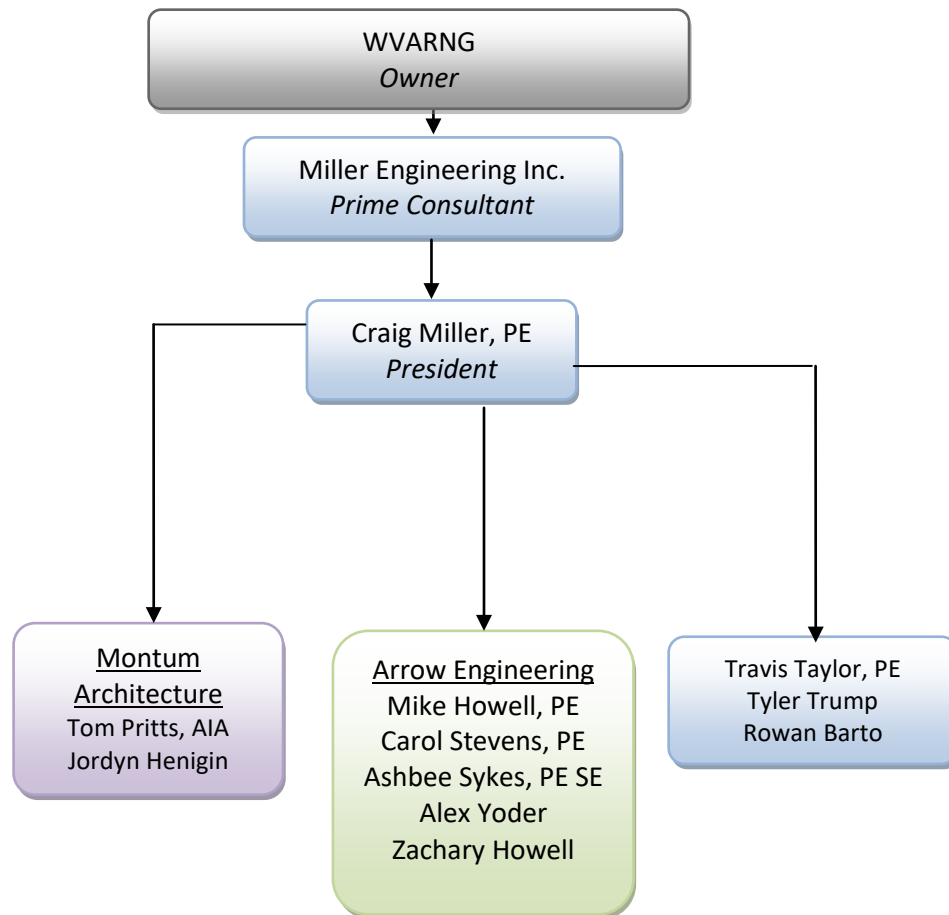 WVARNG
Owner
Miller Engineering Inc.
Prime Consultant
Craig Miller, PE
President
Montum
Architecture
Tom Pritts, AIA
Jordyn Henigin
Arrow Engineering
Mike Howell, PE
Carol Stevens, PE
Ashbee Sykes, PE SE
Alex Yoder
Zachary Howell
Travis Taylor, PE
Tyler Trump
Rowan Barto